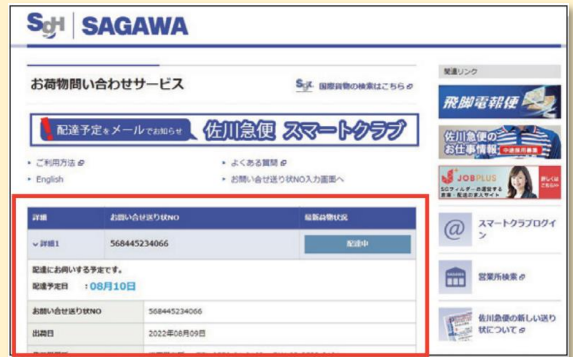 SGH SAGAWA
お荷物問い合わせサービス
国際貨物の検索はこちら
配達予定をメールでお知らせ 佐川急便 スマートクラブ
・ご利用方法
・よくある質問
・English
・お問い合せ送り状NO入力画面へ
詳細 お問い合せ送り状NO 最新荷物状況
詳細1 568445234066 配達中
配達にお伺いする予定です。
配達予定日 :08月10日
お問い合せ送り状NO 568445234066
出荷日 2022年08月09日
関連リンク
飛脚電報便
佐川急便の
お仕事情報
JOBPLUS
スマートクラブログイン
営業所検索
佐川急便の新しい送り状について